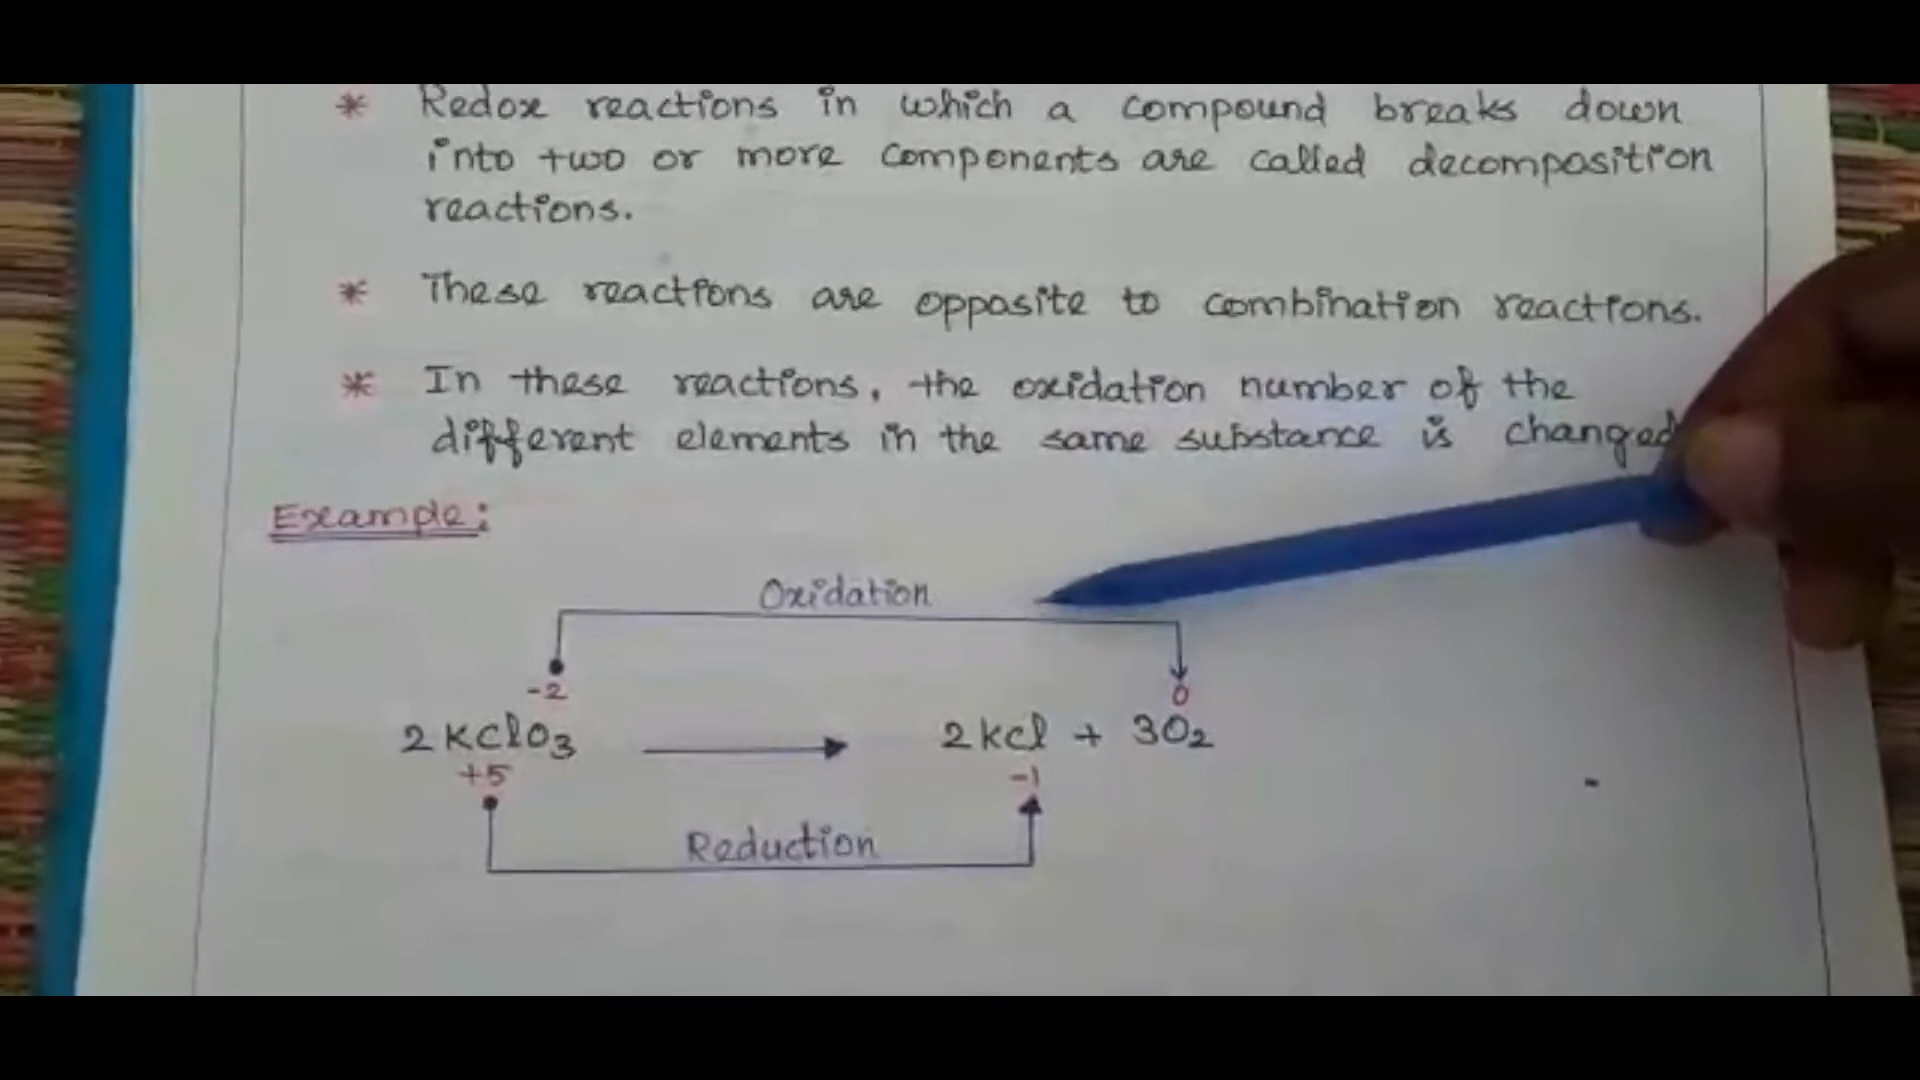 * Redox reactions in which a compound breaks down
into two or more components are called decomposition
reactions.
* These reactions are opposite to combination reactions.
* In these reactions, the oxidation number of the
different elements in the same substance is changed
Example:
Oxidation
-2 0
2KClO3 → 2kcl + 3O2
+5 -1
Reduction